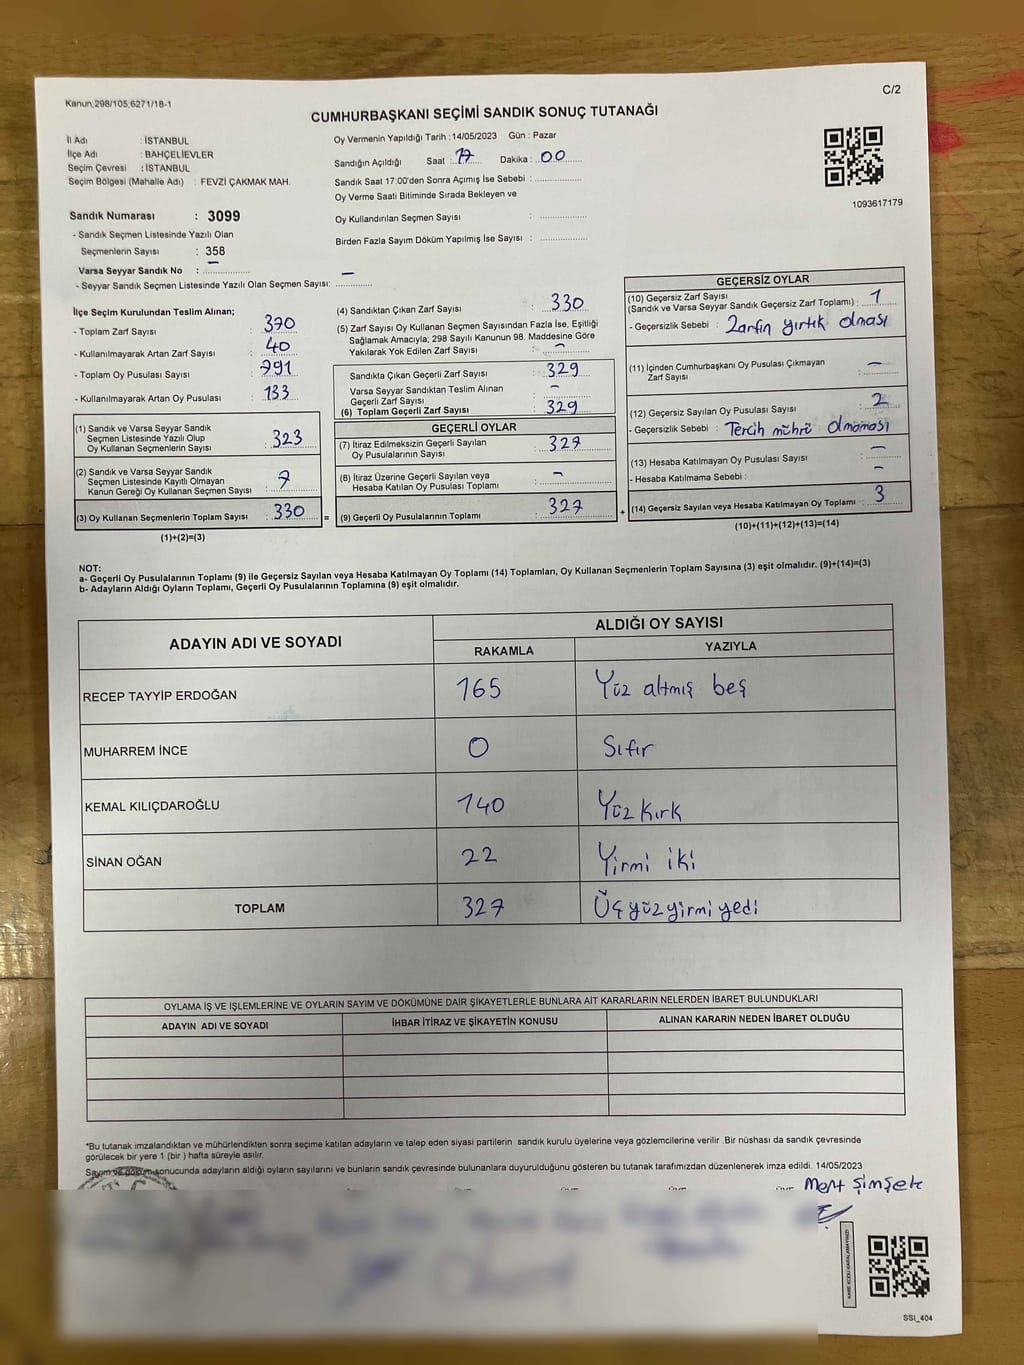 Kanun;298/105;6271/18-1
C/2
CUMHURBAŞKANI SEÇİMİ SANDIK SONUÇ TUTANAĞI
İl Adı : İSTANBUL
İlçe Adı : BAHÇELİEVLER
Seçim Çevresi : İSTANBUL
Seçim Bölgesi (Mahalle Adı) : FEVZİ ÇAKMAK MAH.
Oy Vermenin Yapıldığı Tarih : 14/05/2023 Gün : Pazar
Sandığın Açıldığı Saat : 17 Dakika : 00
Sandık Saat 17:00'den Sonra Açımış İse Sebebi :
Oy Verme Saati Bitiminde Sırada Bekleyen ve
Oy Kullandırılan Seçmen Sayısı :
Birden Fazla Sayım Döküm Yapılmış İse Sayısı :
1093617179
Sandık Numarası : 3099
- Sandık Seçmen Listesinde Yazılı Olan
Seçmenlerin Sayısı : 358
Varsa Seyyar Sandık No : –
- Seyyar Sandık Seçmen Listesinde Yazılı Olan Seçmen Sayısı: –
İlçe Seçim Kurulundan Teslim Alınan;
- Toplam Zarf Sayısı : 370
- Kullanılmayarak Artan Zarf Sayısı : 40
- Toplam Oy Pusulası Sayısı : 791
- Kullanılmayarak Artan Oy Pusulası : 133
(1) Sandık ve Varsa Seyyar Sandık
Seçmen Listesinde Yazılı Olup
Oy Kullanan Seçmenlerin Sayısı : 323
(2) Sandık ve Varsa Seyyar Sandık
Seçmen Listesinde Kayıtlı Olmayan
Kanun Gereği Oy Kullanan Seçmen Sayısı : 7
(3) Oy Kullanan Seçmenlerin Toplam Sayısı : 330 =
(1)+(2)=(3)
(4) Sandıktan Çıkan Zarf Sayısı : 330
(5) Zarf Sayısı Oy Kullanan Seçmen Sayısından Fazla İse, Eşitliği
Sağlamak Amacıyla; 298 Sayılı Kanunun 98. Maddesine Göre
Yakılarak Yok Edilen Zarf Sayısı : –
Sandıkta Çıkan Geçerli Zarf Sayısı : 329
Varsa Seyyar Sandıktan Teslim Alınan
Geçerli Zarf Sayısı : –
(6) Toplam Geçerli Zarf Sayısı : 329
GEÇERLİ OYLAR
(7) İtiraz Edilmeksizin Geçerli Sayılan
Oy Pusulalarının Sayısı : 327
(8) İtiraz Üzerine Geçerli Sayılan veya
Hesaba Katılan Oy Pusulası Toplamı : –
(9) Geçerli Oy Pusulalarının Toplamı : 327 +
GEÇERSİZ OYLAR
(10) Geçersiz Zarf Sayısı
(Sandık ve Varsa Seyyar Sandık Geçersiz Zarf Toplamı) : 1
- Geçersizlik Sebebi : Zarfın yırtık olması
(11) İçinden Cumhurbaşkanı Oy Pusulası Çıkmayan
Zarf Sayısı : –
(12) Geçersiz Sayılan Oy Pusulası Sayısı : 2
- Geçersizlik Sebebi : Tercih mührü olmaması
(13) Hesaba Katılmayan Oy Pusulası Sayısı : –
- Hesaba Katılmama Sebebi : –
(14) Geçersiz Sayılan veya Hesaba Katılmayan Oy Toplamı : 3
(10)+(11)+(12)+(13)=(14)
NOT:
a- Geçerli Oy Pusulalarının Toplamı (9) ile Geçersiz Sayılan veya Hesaba Katılmayan Oy Toplamı (14) Toplamları, Oy Kullanan Seçmenlerin Toplam Sayısına (3) eşit olmalıdır. (9)+(14)=(3)
b- Adayların Aldığı Oyların Toplamı, Geçerli Oy Pusulalarının Toplamına (9) eşit olmalıdır.
ADAYIN ADI VE SOYADI
ALDIĞI OY SAYISI
RAKAMLA YAZIYLA
RECEP TAYYİP ERDOĞAN 165 Yüz altmış beş
MUHARREM İNCE 0 Sıfır
KEMAL KILIÇDAROĞLU 140 Yüz kırk
SİNAN OĞAN 22 Yirmi iki
TOPLAM 327 Üç yüz yirmi yedi
OYLAMA İŞ VE İŞLEMLERİNE VE OYLARIN SAYIM VE DÖKÜMÜNE DAİR ŞİKAYETLERLE BUNLARA AİT KARARLARIN NELERDEN İBARET BULUNDUKLARI
ADAYIN ADI VE SOYADI İHBAR İTİRAZ VE ŞİKAYETİN KONUSU ALINAN KARARIN NEDEN İBARET OLDUĞU
*Bu tutanak imzalandıktan ve mühürlendikten sonra seçime katılan adayların ve talep eden siyasi partilerin sandık kurulu üyelerine veya gözlemcilerine verilir .Bir nüshası da sandık çevresinde
görülecek bir yere 1 (bir ) hafta süreyle asılır.
Sayım ve döküm sonucunda adayların aldığı oyların sayılarını ve bunların sandık çevresinde bulunanlara duyurulduğunu gösteren bu tutanak tarafımızdan düzenlenerek imza edildi. 14/05/2023
Mert Şimşek
KARE KODU KARALAMAYINIZ!
SSİ_404